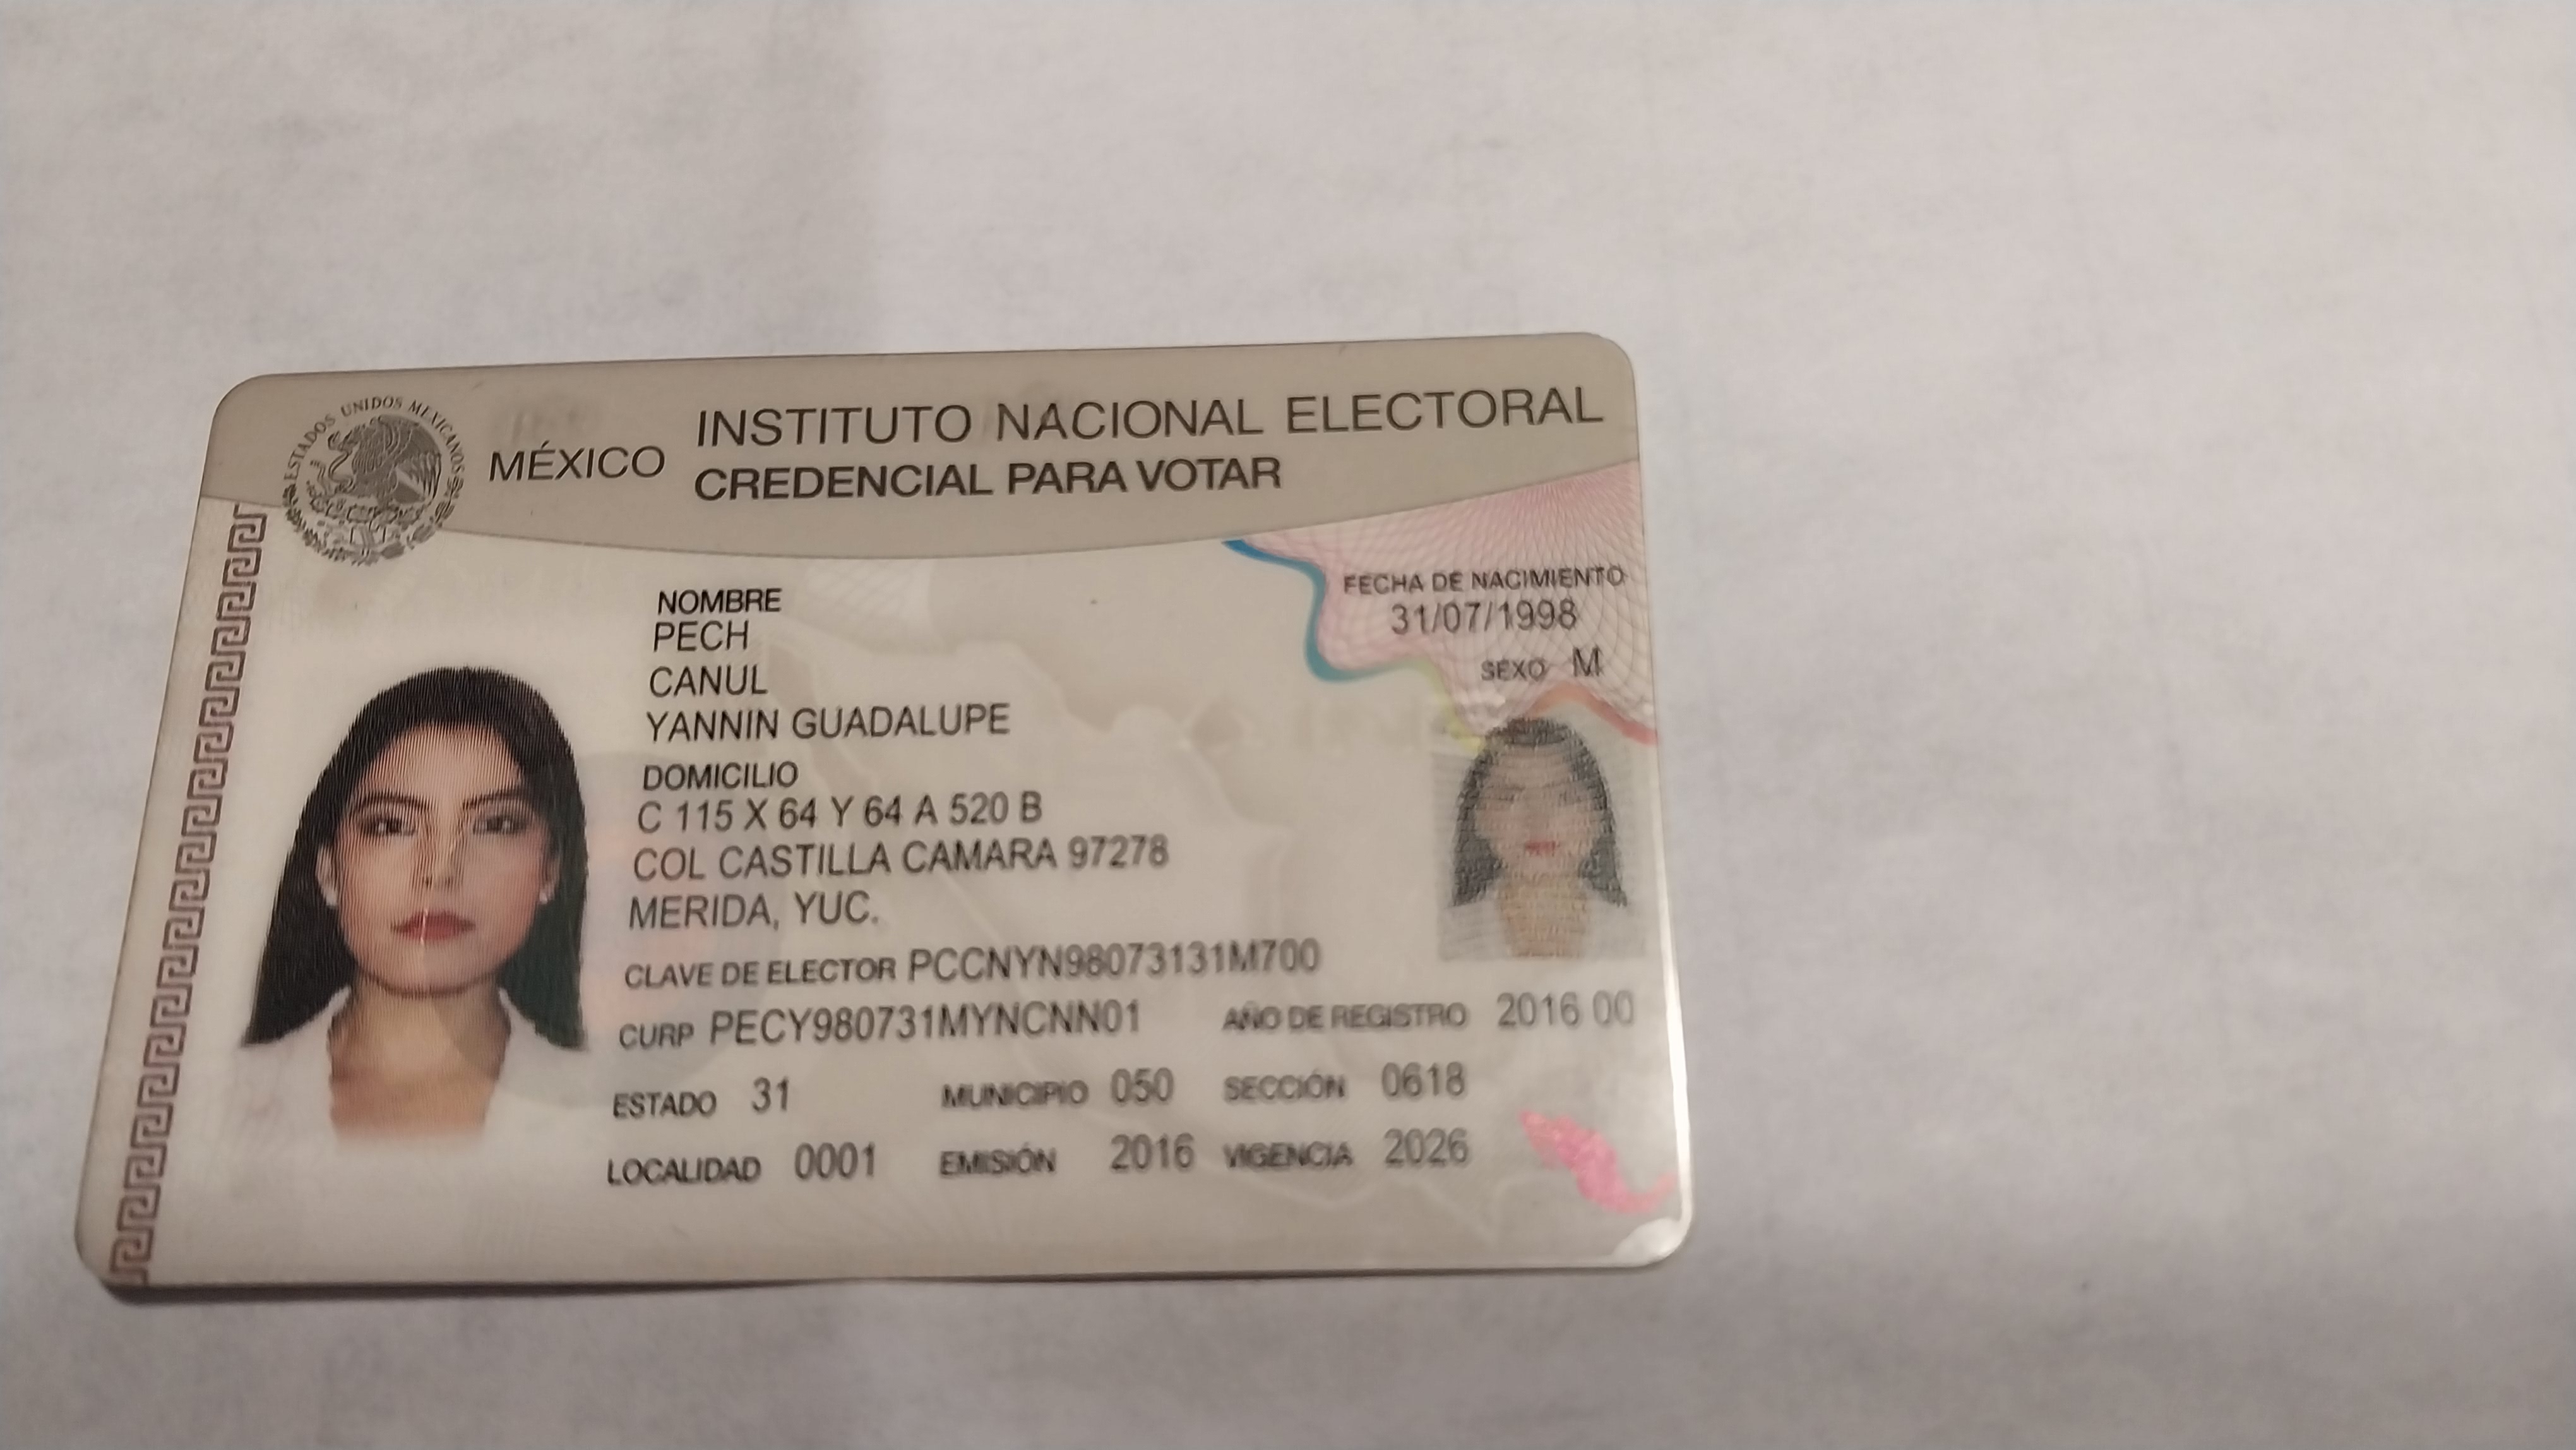 ESTADOS UNIDOS MEXICANOS
MÉXICO
INSTITUTO NACIONAL ELECTORAL
CREDENCIAL PARA VOTAR
NOMBRE
PECH
CANUL
YANNIN GUADALUPE
FECHA DE NACIMIENTO
31/07/1998
SEXO M
DOMICILIO
C 115 X 64 Y 64 A 520 B
COL CASTILLA CAMARA 97278
MERIDA, YUC.
CLAVE DE ELECTOR PCCNYN98073131M700
CURP PECY980731MYNCNN01 AÑO DE REGISTRO 2016 00
ESTADO 31 MUNICIPIO 050 SECCIÓN 0618
LOCALIDAD 0001 EMISIÓN 2016 VIGENCIA 2026